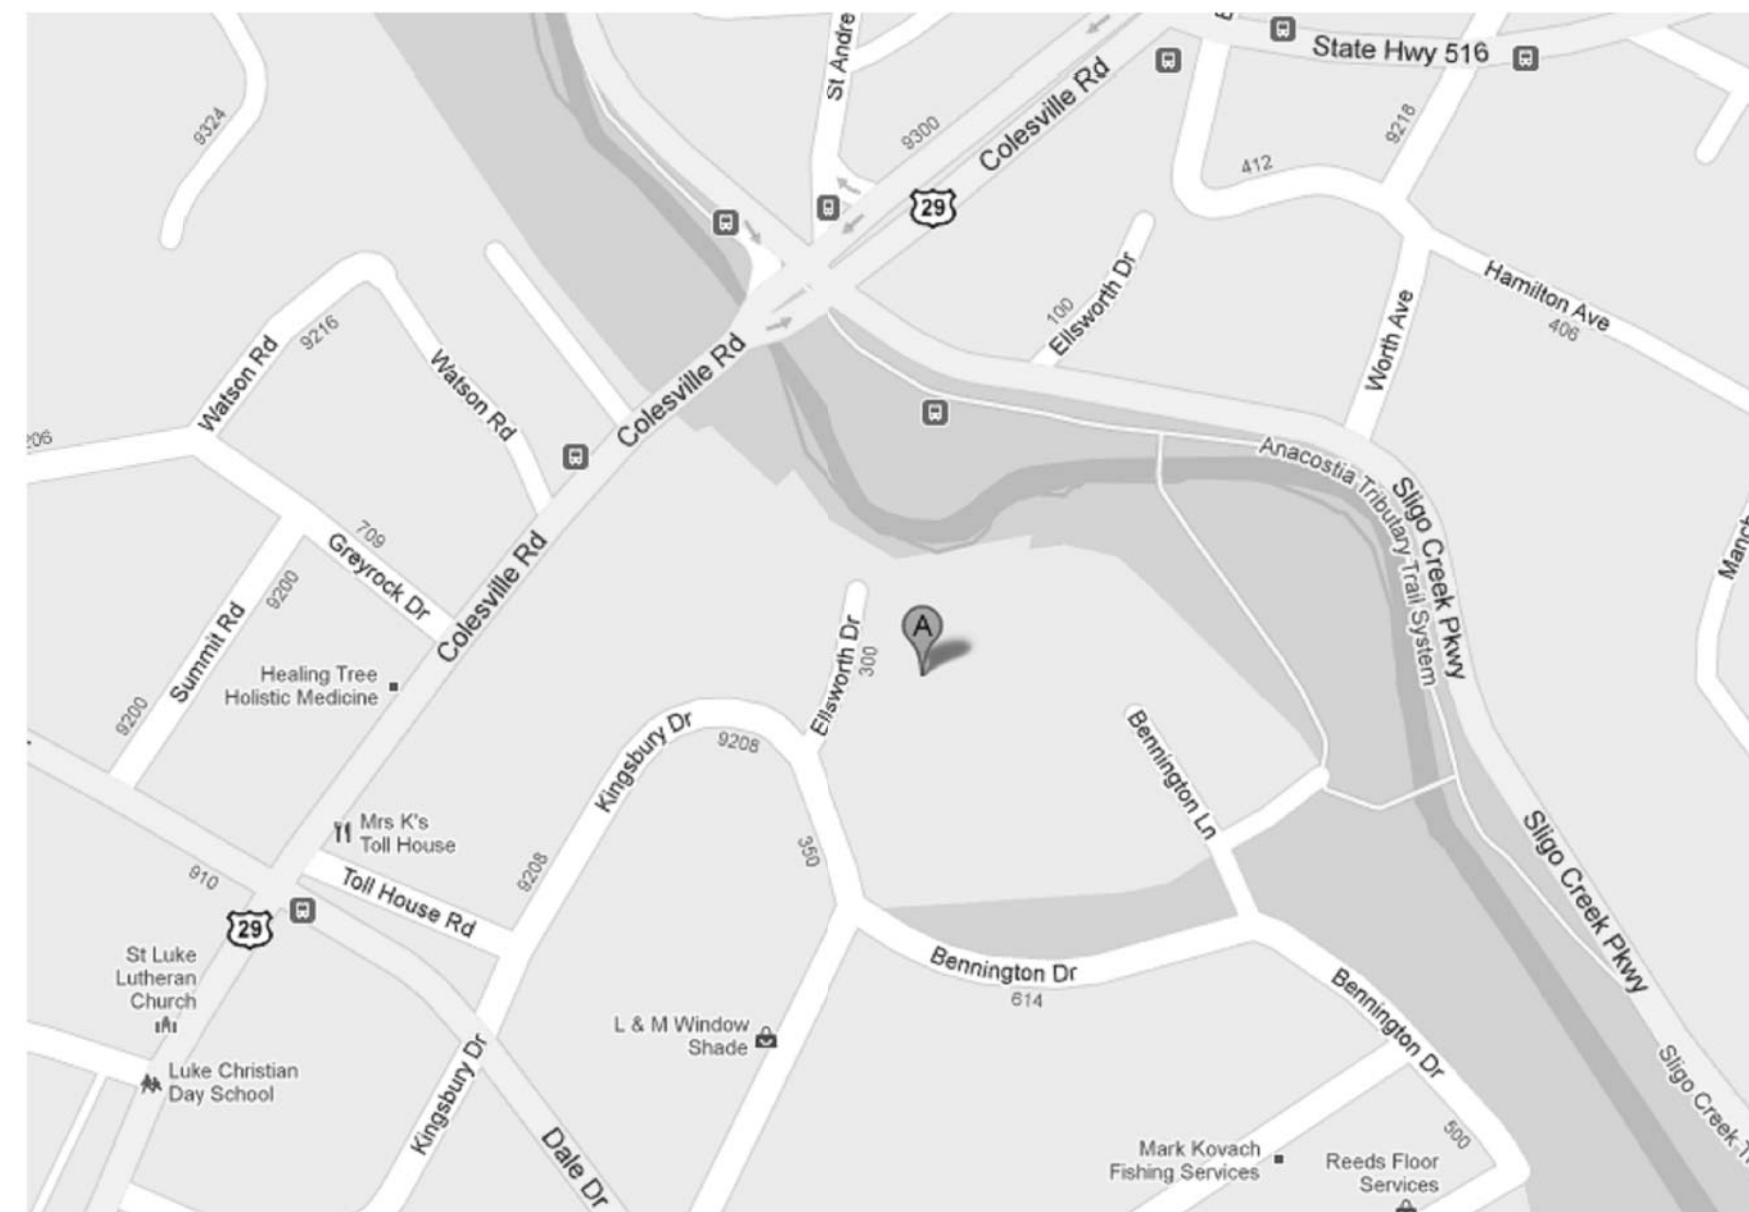 St Andre
State Hwy 516
9324
9300
Colesville Rd
9218
412
29
Hamilton Ave
406
100
Ellsworth Dr
Worth Ave
9216
Watson Rd
Watson Rd
Colesville Rd
206
Anacostia Tributary Trail System
Sligo Creek Pkwy
Manch
709
Greyrock Dr
Colesville Rd
9200
Summit Rd
9200
Healing Tree
Holistic Medicine
Ellsworth Dr
300
A
Kingsbury Dr
9208
Bennington Ln
Mrs K's
Toll House
350
9208
910
Toll House Rd
29
Sligo Creek Pkwy
St Luke
Lutheran
Church
Bennington Dr
614
Bennington Dr
L & M Window
Shade
Luke Christian
Day School
Kingsbury Dr
Dale Dr
Sligo Creek
500
Mark Kovach
Fishing Services
Reeds Floor
Services